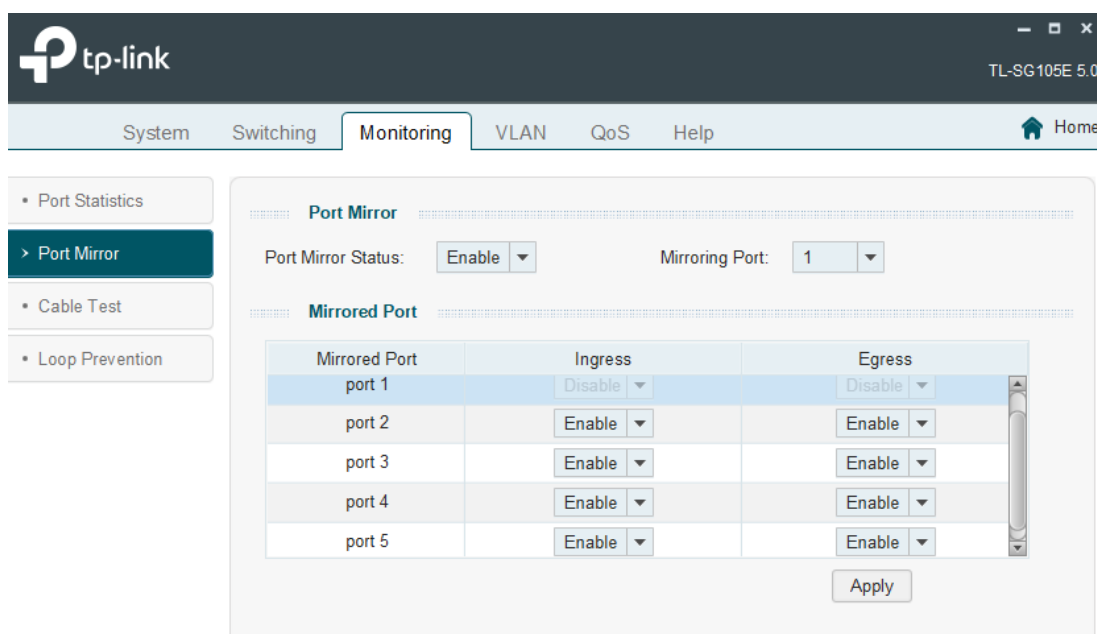 tp-link
TL-SG105E 5.0
System Switching Monitoring VLAN QoS Help Home
Port Statistics
Port Mirror
Cable Test
Loop Prevention
Port Mirror
Port Mirror Status: Enable Mirroring Port: 1
Mirrored Port
Mirrored Port Ingress Egress
port 1 Disable Disable
port 2 Enable Enable
port 3 Enable Enable
port 4 Enable Enable
port 5 Enable Enable
Apply